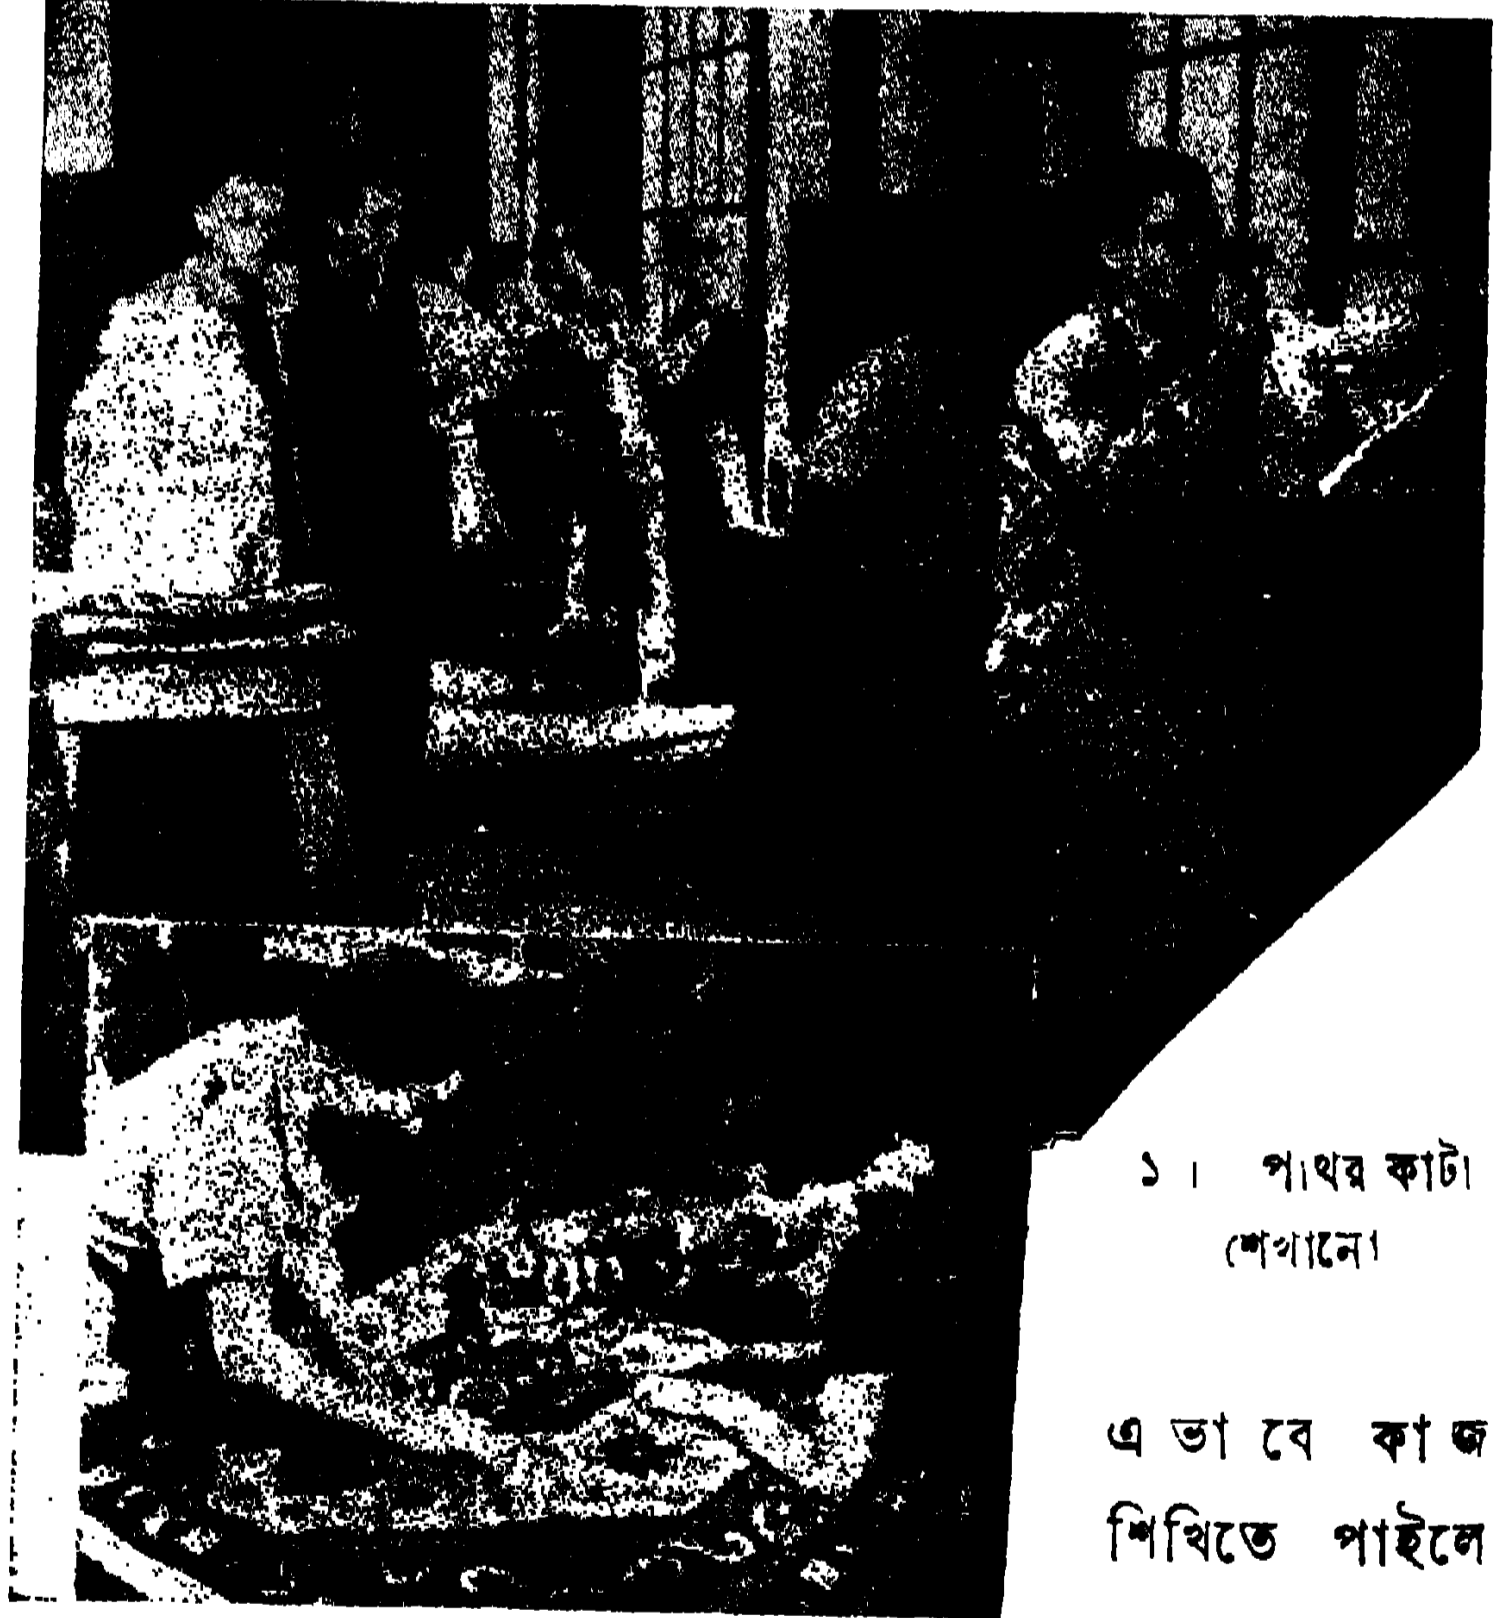 ১।  পাথর কাটা
শেখানো
এ ভা বে কা জ
শিখিতে পাইলে